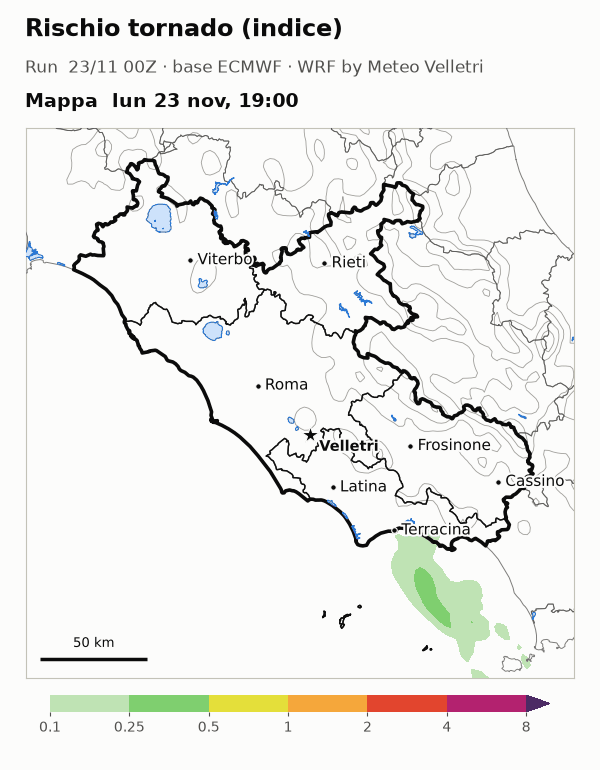 Rischio tornado (indice)
Run  23/11 00Z · base ECMWF · WRF by Meteo Velletri
Mappa  lun 23 nov, 19:00
Viterbo
Rieti
Roma
Velletri
Frosinone
Cassino
Latina
Terracina
50 km
0.1 0.25 0.5 1 2 4 8